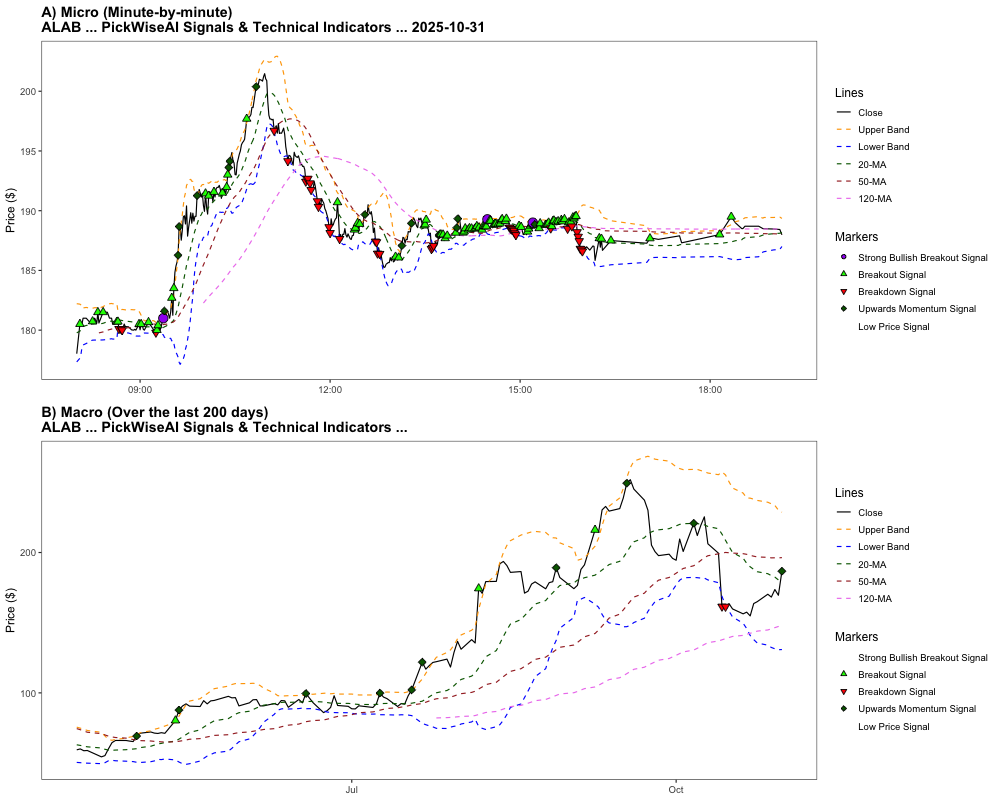 A) Micro (Minute-by-minute)
ALAB ... PickWiseAI Signals & Technical Indicators ... 2025-10-31
Price ($)
200
195
190
185
180
09:00
12:00
15:00
18:00
Lines
Close
Upper Band
Lower Band
20-MA
50-MA
120-MA
Markers
Strong Bullish Breakout Signal
Breakout Signal
Breakdown Signal
Upwards Momentum Signal
Low Price Signal
B) Macro (Over the last 200 days)
ALAB ... PickWiseAI Signals & Technical Indicators ...
Price ($)
200
100
Jul
Oct
Lines
Close
Upper Band
Lower Band
20-MA
50-MA
120-MA
Markers
Strong Bullish Breakout Signal
Breakout Signal
Breakdown Signal
Upwards Momentum Signal
Low Price Signal